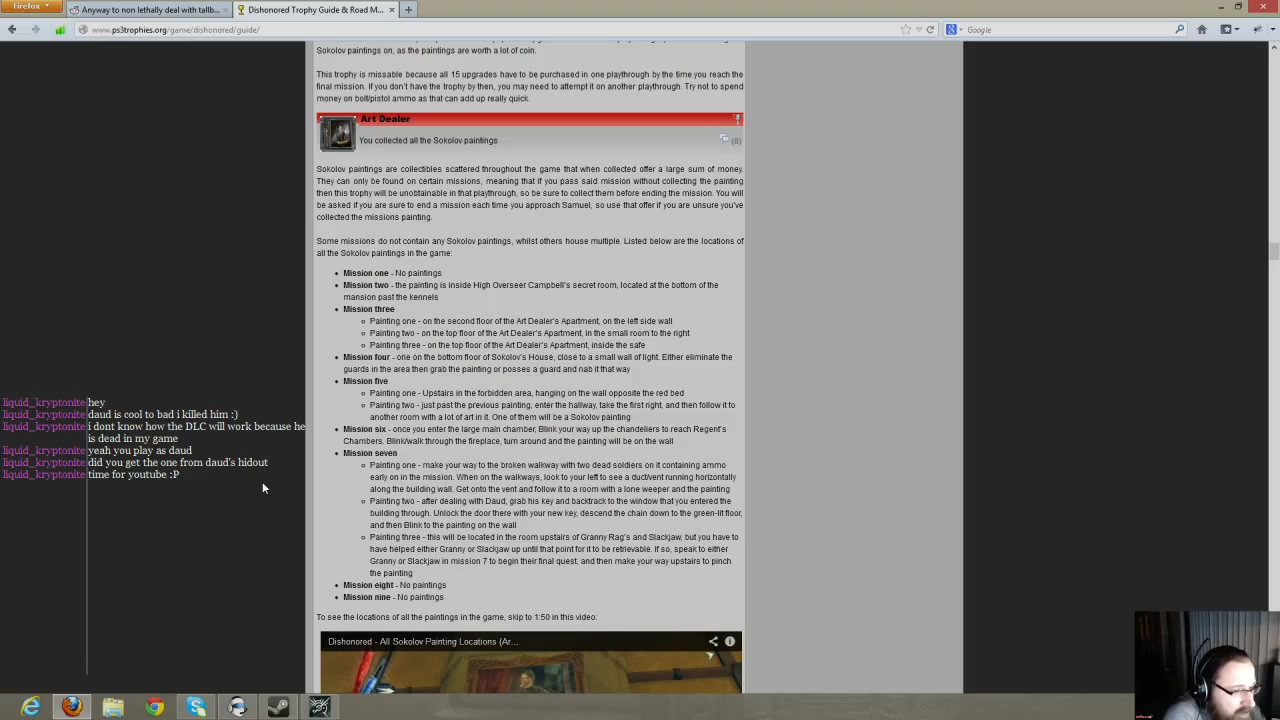 Firefox
Anyway to non lethally deal with tallb...
Dishonored Trophy Guide & Road M...
www.ps3trophies.org/game/dishonored/guide/
Google
Sokolov paintings on, as the paintings are worth a lot of coin.
This trophy is missable because all 15 upgrades have to be purchased in one playthrough by the time you reach the
final mission. If you don't have the trophy by then, you may need to attempt it on another playthrough. Try not to spend
money on bolt/pistol ammo as that can add up really quick.
Art Dealer
You collected all the Sokolov paintings
(8)
Sokolov paintings are collectibles scattered throughout the game that when collected offer a large sum of money.
They can only be found on certain missions, meaning that if you pass said mission without collecting the painting
then this trophy will be unobtainable in that playthrough, so be sure to collect them before ending the mission. You will
be asked if you are sure to end a mission each time you approach Samuel, so use that offer if you are unsure you've
collected the missions painting.
Some missions do not contain any Sokolov paintings, whilst others house multiple. Listed below are the locations of
all the Sokolov paintings in the game:
Mission one - No paintings
Mission two - the painting is inside High Overseer Campbell's secret room, located at the bottom of the
mansion past the kennels
Mission three
Painting one - on the second floor of the Art Dealer's Apartment, on the left side wall
Painting two - on the top floor of the Art Dealer's Apartment, in the small room to the right
Painting three - on the top floor of the Art Dealer's Apartment, inside the safe
Mission four - one on the bottom floor of Sokolov's House, close to a small wall of light. Either eliminate the
guards in the area then grab the painting or posses a guard and nab it that way
Mission five
Painting one - Upstairs in the forbidden area, hanging on the wall opposite the red bed
Painting two - just past the previous painting, enter the hallway, take the first right, and then follow it to
another room with a lot of art in it. One of them will be a Sokolov painting
Mission six - once you enter the large main chamber, Blink your way up the chandeliers to reach Regent's
Chambers. Blink/walk through the fireplace, turn around and the painting will be on the wall
Mission seven
Painting one - make your way to the broken walkway with two dead soldiers on it containing ammo
early on in the mission. When on the walkways, look to your left to see a duct/vent running horizontally
along the building wall. Get onto the vent and follow it to a room with a lone weeper and the painting
Painting two - after dealing with Daud, grab his key and backtrack to the window that you entered the
building through. Unlock the door there with your new key, descend the chain down to the green-lit floor,
and then Blink to the painting on the wall
Painting three - this will be located in the room upstairs of Granny Rag's and Slackjaw, but you have to
have helped either Granny or Slackjaw up until that point for it to be retrievable. If so, speak to either
Granny or Slackjaw in mission 7 to begin their final quest, and then make your way upstairs to pinch
the painting
Mission eight - No paintings
Mission nine - No paintings
To see the locations of all the paintings in the game, skip to 1:50 in this video:
Dishonored - All Sokolov Painting Locations (Ar...
liquid_kryptonite hey
liquid_kryptonite daud is cool to bad i killed him :)
liquid_kryptonite i dont know how the DLC will work because he
is dead in my game
liquid_kryptonite yeah you play as daud
liquid_kryptonite did you get the one from daud's hidout
liquid_kryptonite time for youtube :P